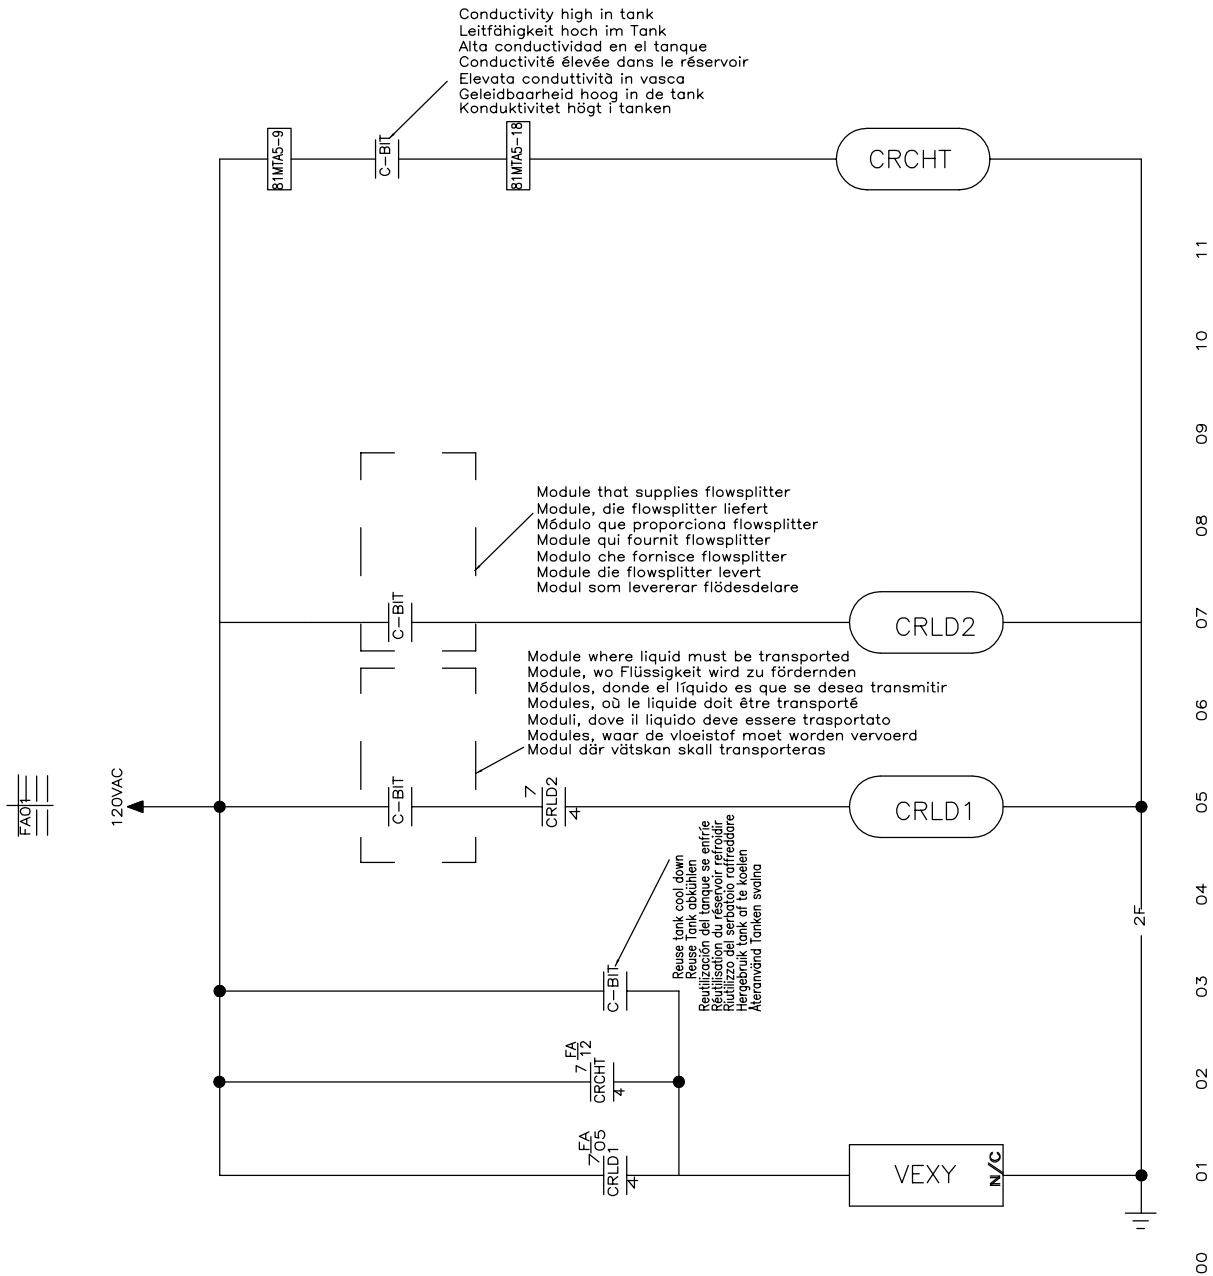 Conductivity high in tank
Leitfähigkeit hoch im Tank
Alta conductividad en el tanque
Conductivité élevée dans le réservoir
Elevata conduttività in vasca
Geleidbaarheid hoog in de tank
Konduktivitet högt i tanken
81MTA5-9
C-BIT
81MTA5-18
CRCHT
11
10
09
Module that supplies flowsplitter
Module, die flowsplitter liefert
Módulo que proporciona flowsplitter
Module qui fournit flowsplitter
Modulo che fornisce flowsplitter
Module die flowsplitter levert
Modul som levererar flödesdelare
08
C-BIT
CRLD2
07
Module where liquid must be transported
Module, wo Flüssigkeit wird zu fördernden
Módulos, donde el líquido es que se desea transmitir
Modules, où le liquide doit être transporté
Moduli, dove il liquido deve essere trasportato
Modules, waar de vloeistof moet worden vervoerd
Modul där vätskan skall transporteras
06
FA01
120VAC
C-BIT
7
CRLD2
4
CRLD1
05
Reuse tank cool down
Reuse Tank abkühlen
Reutilización del tanque se enfríe
Réutilisation du réservoir refroidir
Riutilizzo del serbatoio raffreddare
Hergebruik tank af te koelen
Återanvänd Tanken svalna
04
2F
C-BIT
03
FA
12
7
CRCHT
4
02
FA
05
7
CRLD1
4
VEXY
N/C
01
00